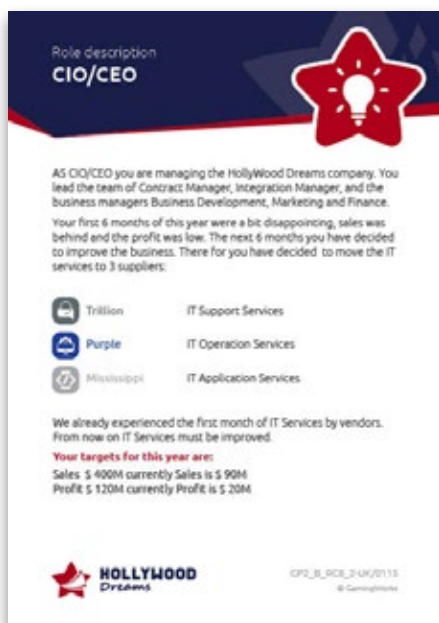 Role description
CIO/CEO
AS CIO/CEO you are managing the HollyWood Dreams company. You
lead the team of Contract Manager, Integration Manager, and the
business managers Business Development, Marketing and Finance.
Your first 6 months of this year were a bit disappointing, sales was
behind and the profit was low. The next 6 months you have decided
to improve the business. There for you have decided to move the IT
services to 3 suppliers:
Trillion IT Support Services
Purple IT Operation Services
Mississippi IT Application Services
We already experienced the first month of IT Services by vendors.
From now on IT Services must be improved.
Your targets for this year are:
Sales $ 400M currently Sales is $ 90M
Profit $ 120M currently Profit is $ 20M
HOLLYWOOD
Dreams
CP2_B_RC8_2-UK/0115
© GamingWorks